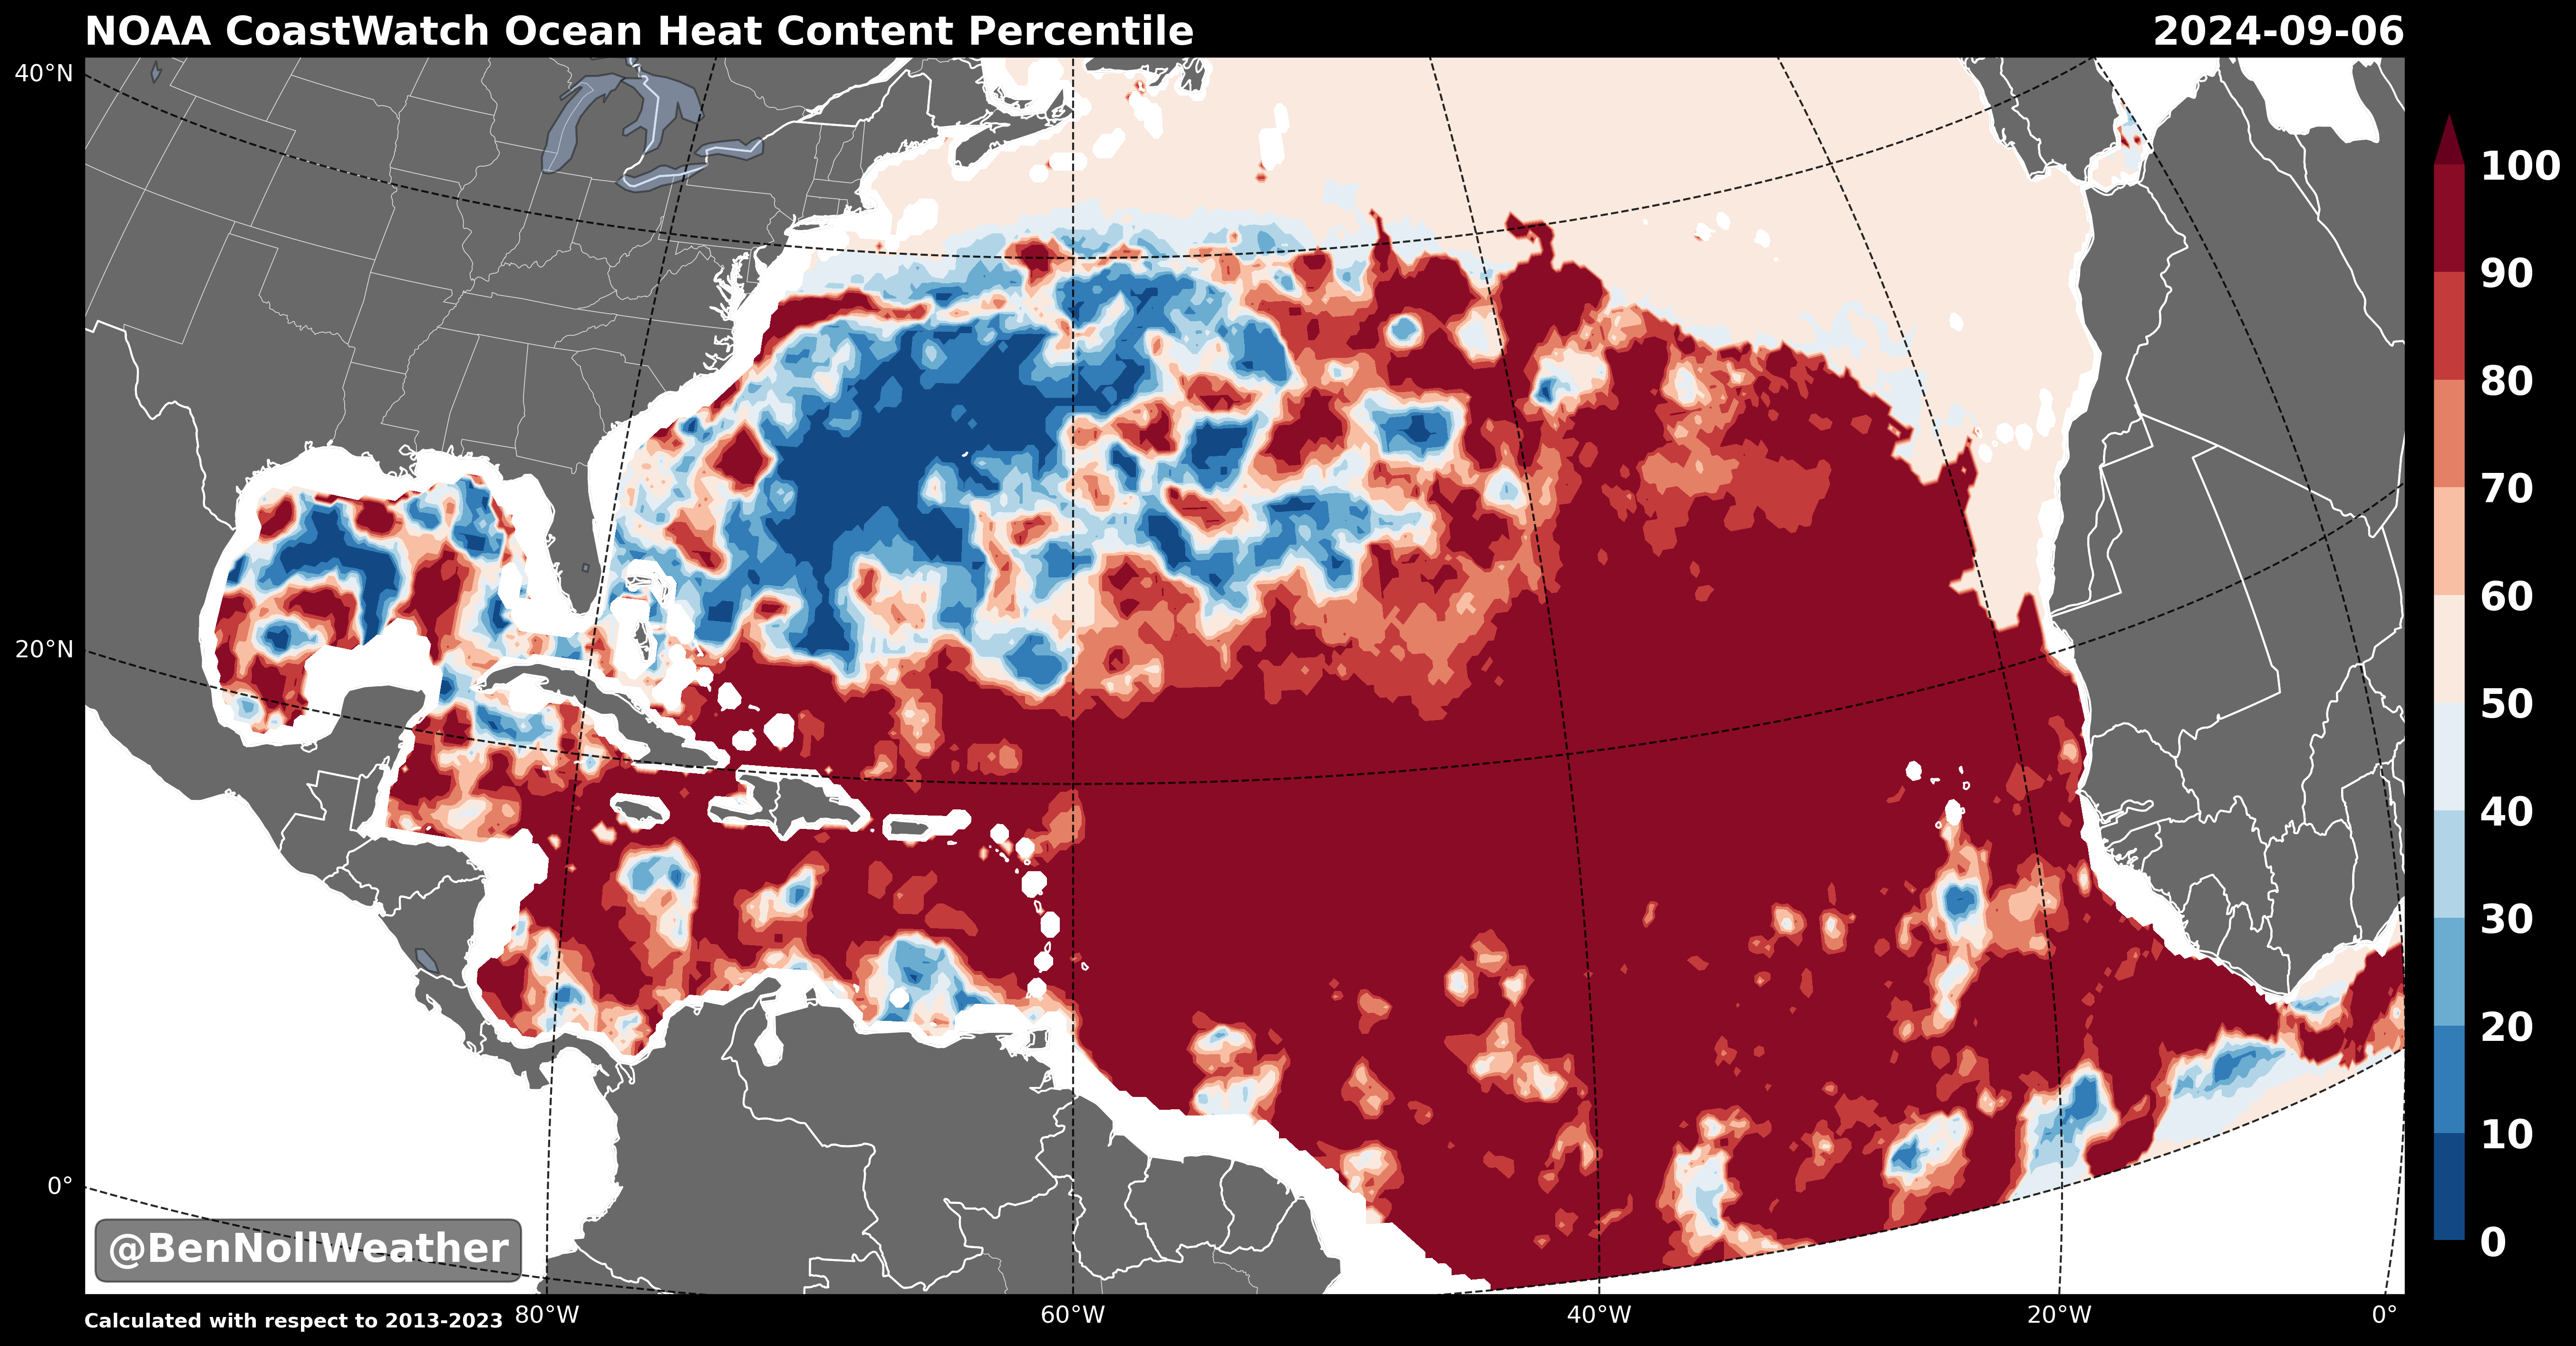 NOAA CoastWatch Ocean Heat Content Percentile
2024-09-06
40°N
20°N
0°
100
90
80
70
60
50
40
30
20
10
0
@BenNollWeather
Calculated with respect to 2013-2023
80°W
60°W
40°W
20°W
0°